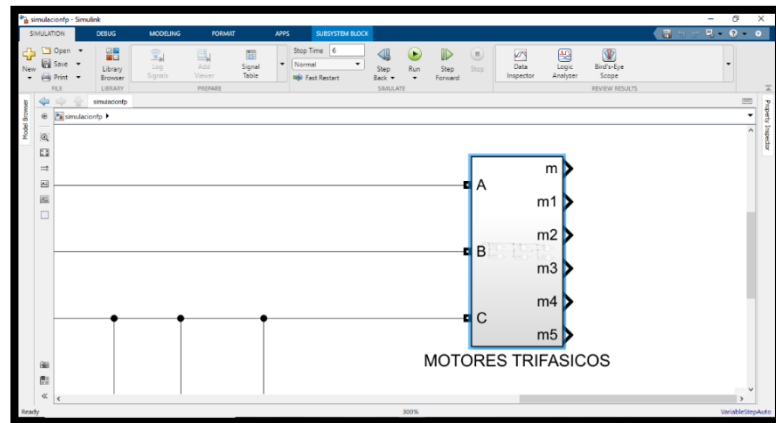 simulacionfp - Simulink
SIMULATION DEBUG MODELING FORMAT APPS SUBSYSTEM BLOCK
New
Open
Save
Print
FILE
Library Browser
LIBRARY
Log Signals
Add Viewer
Signal Table
PREPARE
Stop Time 6
Normal
Fast Restart
Step Back
Run
Step Forward
Stop
SIMULATE
Data Inspector
Logic Analyzer
Bird's-Eye Scope
REVIEW RESULTS
Model Browser
simulacionfp
simulacionfp
Property Inspector
A
B
C
m
m1
m2
m3
m4
m5
MOTORES TRIFASICOS
Ready 300% VariableStepAuto